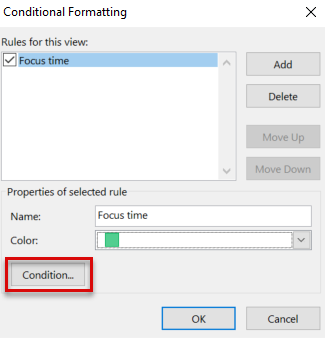 Conditional Formatting
Rules for this view:
Focus time
Add
Delete
Move Up
Move Down
Properties of selected rule
Name: Focus time
Color:
Condition...
OK Cancel